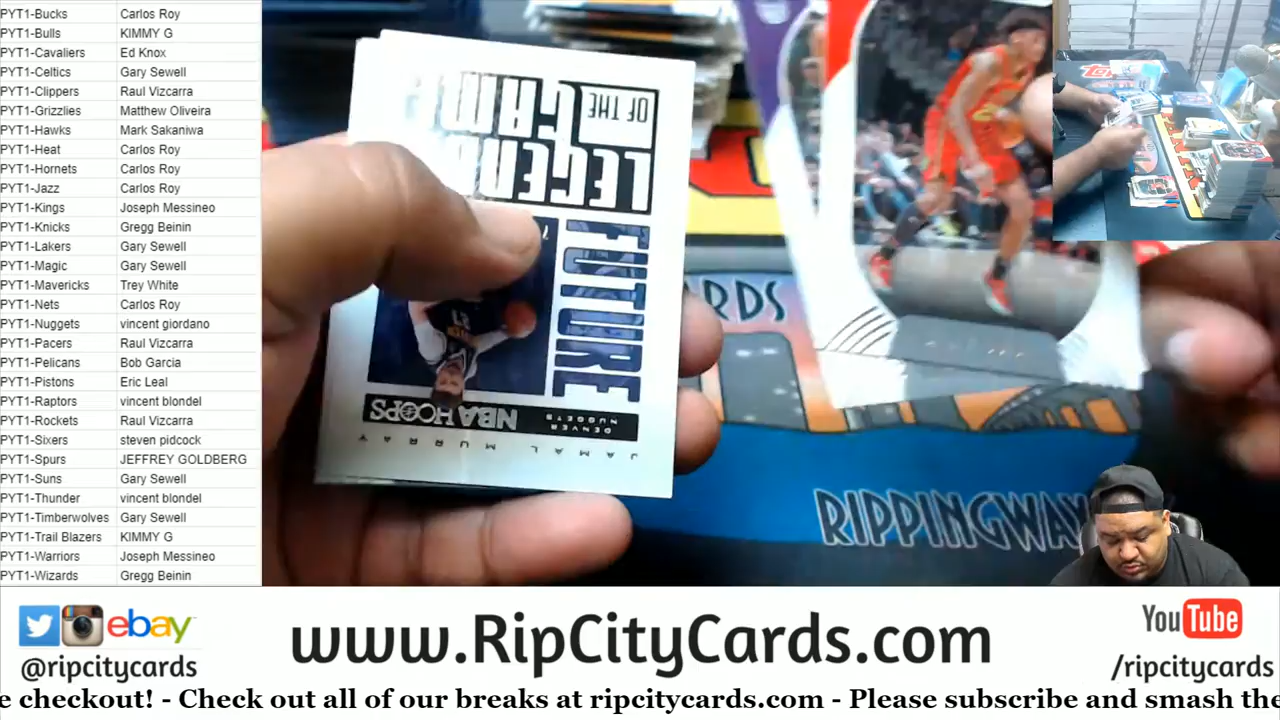 PYT1-Bucks Carlos Roy
PYT1-Bulls KIMMY G
PYT1-Cavaliers Ed Knox
PYT1-Celtics Gary Sewell
PYT1-Clippers Raul Vizcarra
PYT1-Grizzlies Matthew Oliveira
PYT1-Hawks Mark Sakaniwa
PYT1-Heat Carlos Roy
PYT1-Hornets Carlos Roy
PYT1-Jazz Carlos Roy
PYT1-Kings Joseph Messineo
PYT1-Knicks Gregg Beinin
PYT1-Lakers Gary Sewell
PYT1-Magic Gary Sewell
PYT1-Mavericks Trey White
PYT1-Nets Carlos Roy
PYT1-Nuggets vincent giordano
PYT1-Pacers Raul Vizcarra
PYT1-Pelicans Bob Garcia
PYT1-Pistons Eric Leal
PYT1-Raptors vincent blondel
PYT1-Rockets Raul Vizcarra
PYT1-Sixers steven pidcock
PYT1-Spurs JEFFREY GOLDBERG
PYT1-Suns Gary Sewell
PYT1-Thunder vincent blondel
PYT1-Timberwolves Gary Sewell
PYT1-Trail Blazers KIMMY G
PYT1-Warriors Joseph Messineo
PYT1-Wizards Gregg Beinin
FUTURE
OF THE
NBA HOOPS
DENVER
NUGGETS
JAMAL MURRAY
RIPPINGWAX
ebay
@ripcitycards
www.RipCityCards.com
YouTube
/ripcitycards
e checkout! - Check out all of our breaks at ripcitycards.com - Please subscribe and smash the